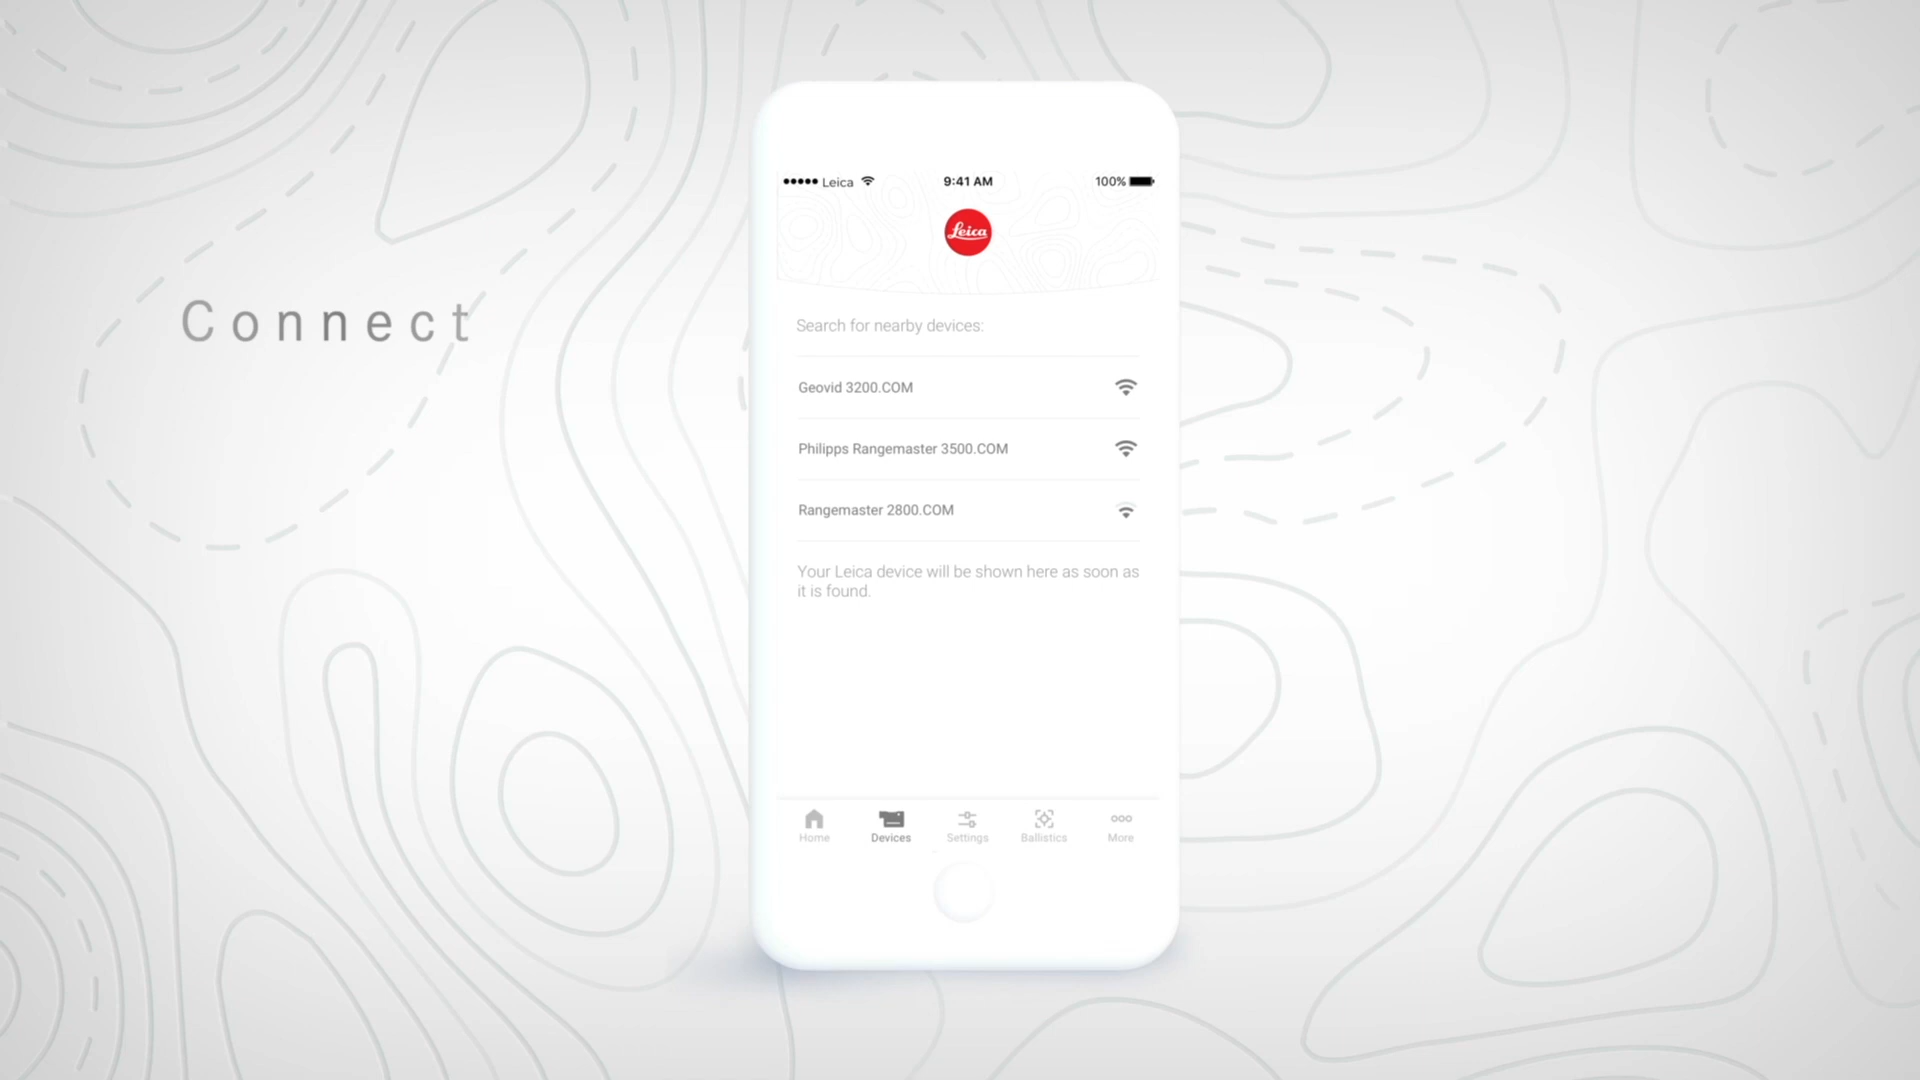 Connect
Leica
9:41 AM
100%
Leica
Search for nearby devices:
Geovid 3200.COM
Philipps Rangemaster 3500.COM
Rangemaster 2800.COM
Your Leica device will be shown here as soon as
it is found.
Home
Devices
Settings
Ballistics
More